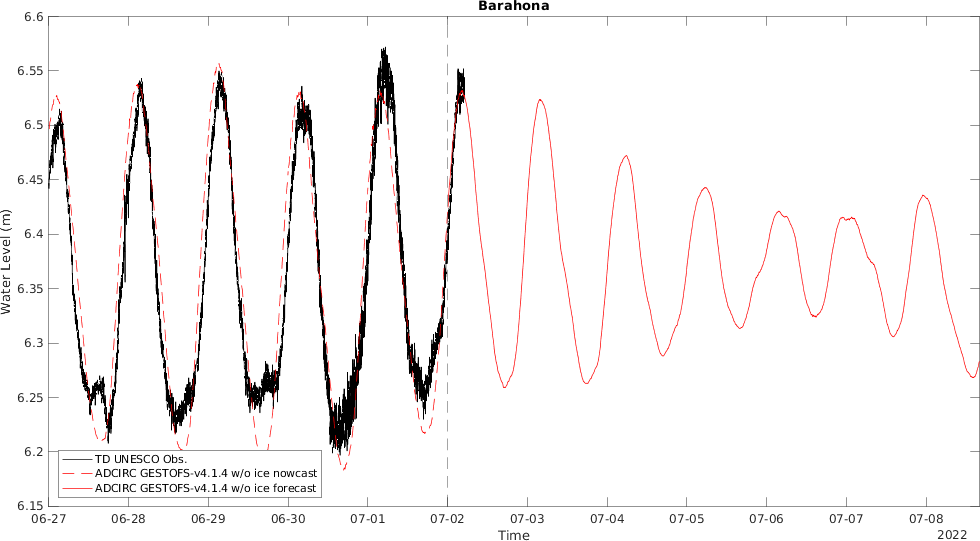 Barahona
6.6
6.55
6.5
6.45
6.4
6.35
6.3
6.25
6.2
6.15
Water Level (m)
TD UNESCO Obs.
ADCIRC GESTOFS-v4.1.4 w/o ice nowcast
ADCIRC GESTOFS-v4.1.4 w/o ice forecast
06-27 06-28 06-29 06-30 07-01 07-02 07-03 07-04 07-05 07-06 07-07 07-08
Time
2022